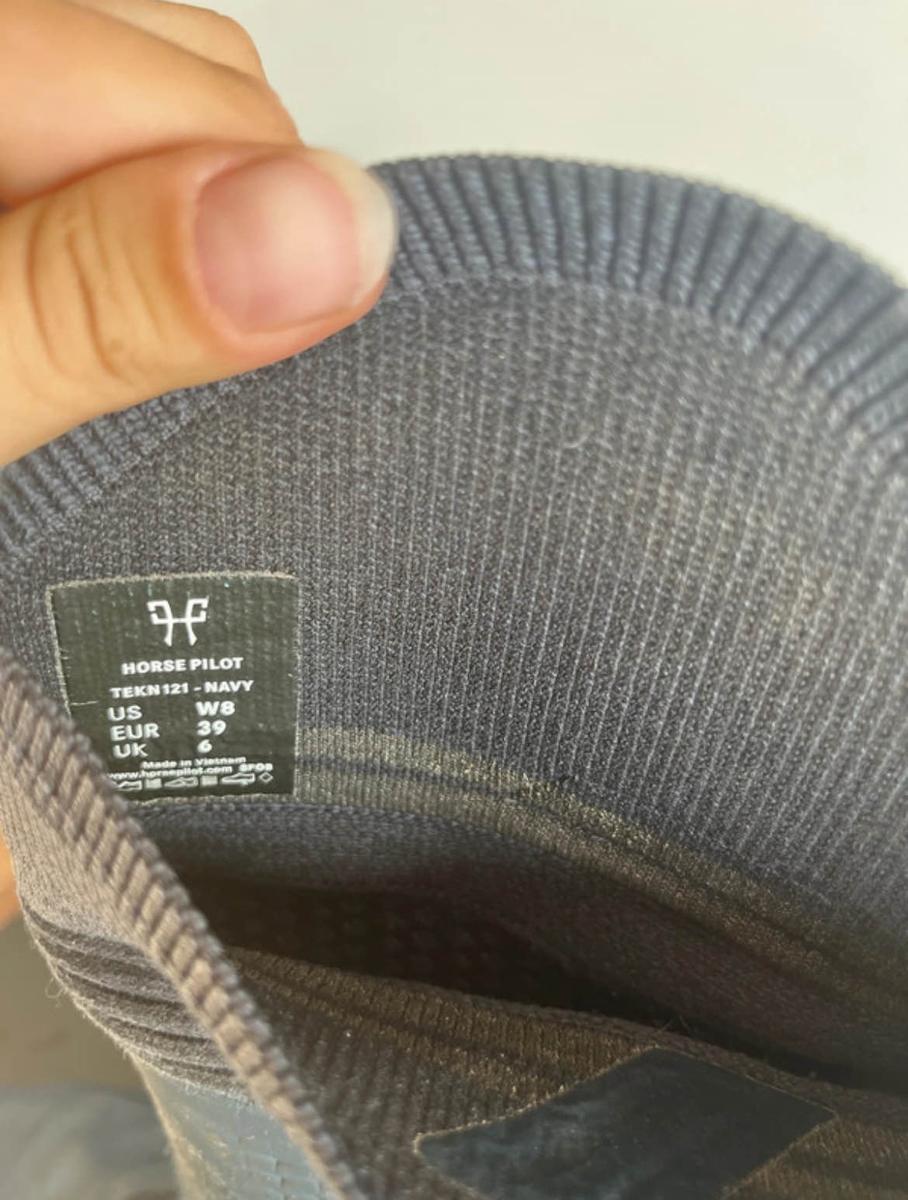 HORSE PILOT
TEKN121 - NAVY
US W8
EUR 39
UK 6
Made in Vietnam
www.horsepilot.com